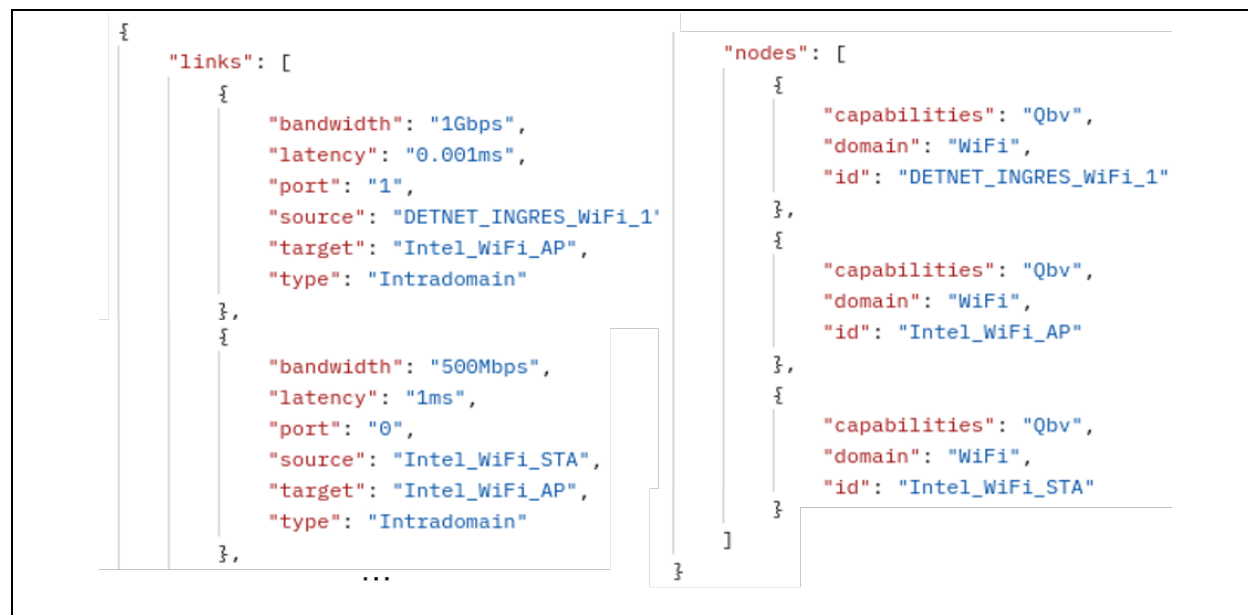 {
"links": [
{
"bandwidth": "1Gbps",
"latency": "0.001ms",
"port": "1",
"source": "DETNET_INGRES_WiFi_1'
"target": "Intel_WiFi_AP",
"type": "Intradomain"
},
{
"bandwidth": "500Mbps",
"latency": "1ms",
"port": "0",
"source": "Intel_WiFi_STA",
"target": "Intel_WiFi_AP",
"type": "Intradomain"
},
...
"nodes": [
{
"capabilities": "Qbv",
"domain": "WiFi",
"id": "DETNET_INGRES_WiFi_1"
},
{
"capabilities": "Qbv",
"domain": "WiFi",
"id": "Intel_WiFi_AP"
},
{
"capabilities": "Qbv",
"domain": "WiFi",
"id": "Intel_WiFi_STA"
}
]
}